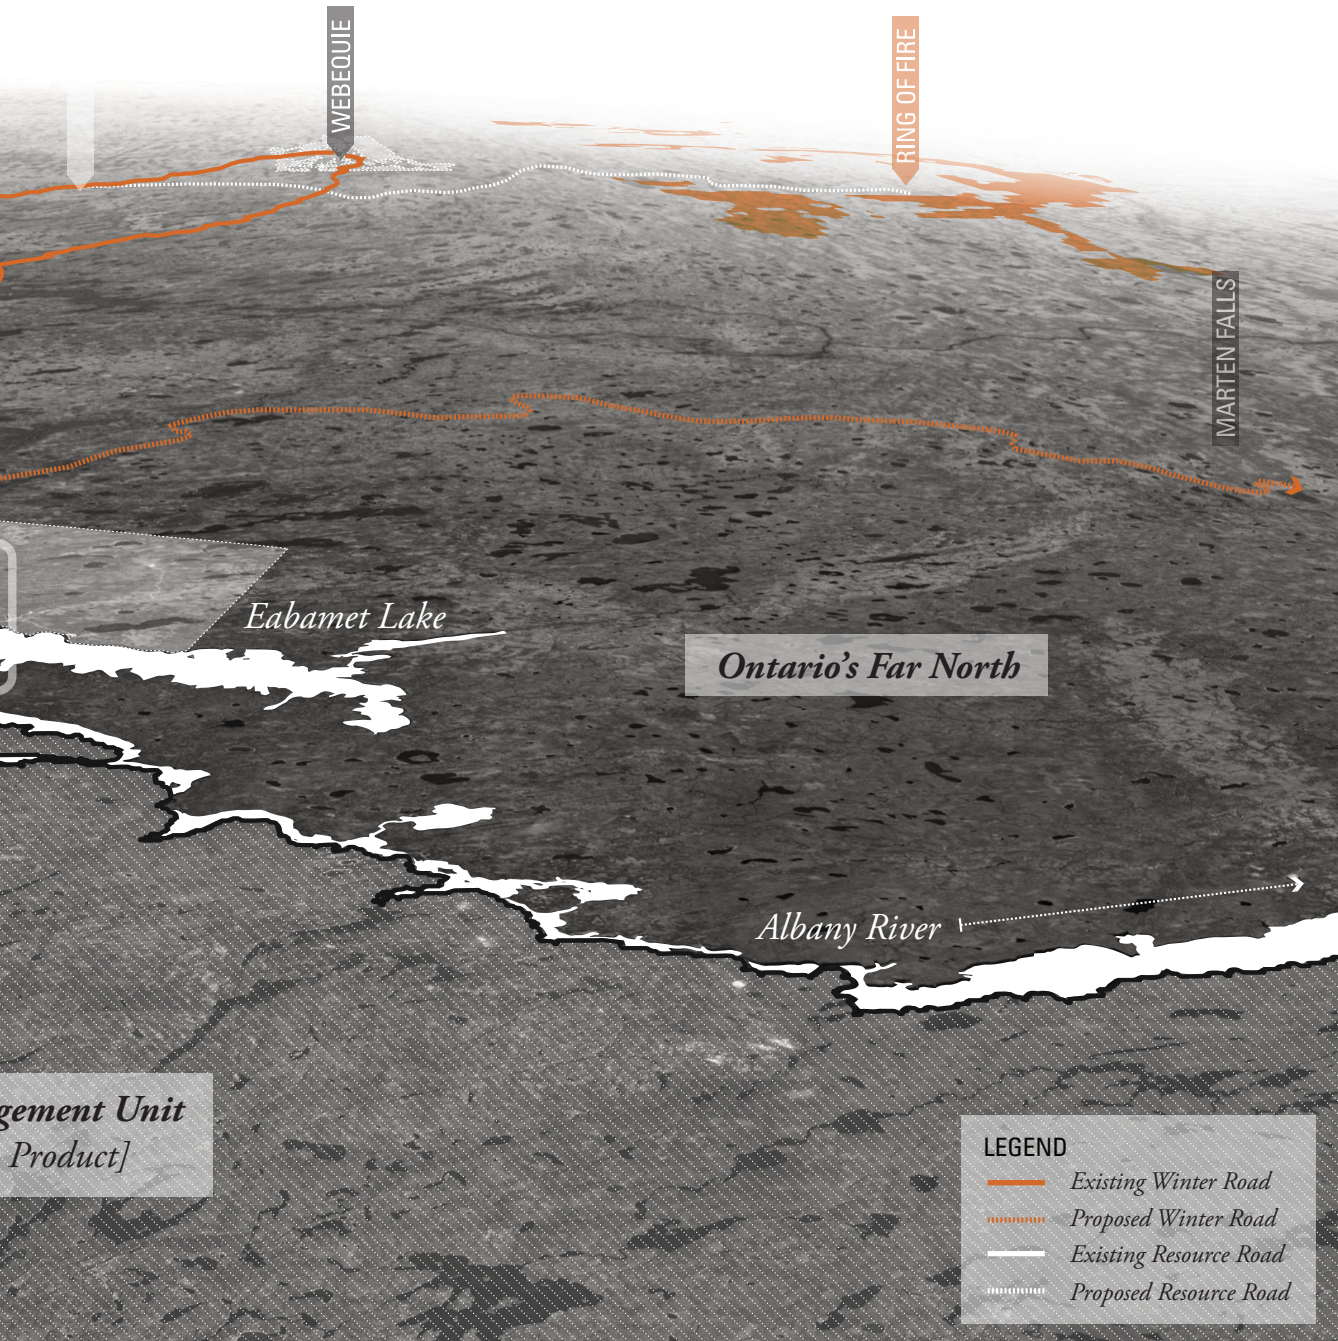 WEBEQUIE
RING OF FIRE
MARTEN FALLS
Eabamet Lake
Ontario’s Far North
Albany River
gement Unit
Product]
LEGEND
Existing Winter Road
Proposed Winter Road
Existing Resource Road
Proposed Resource Road